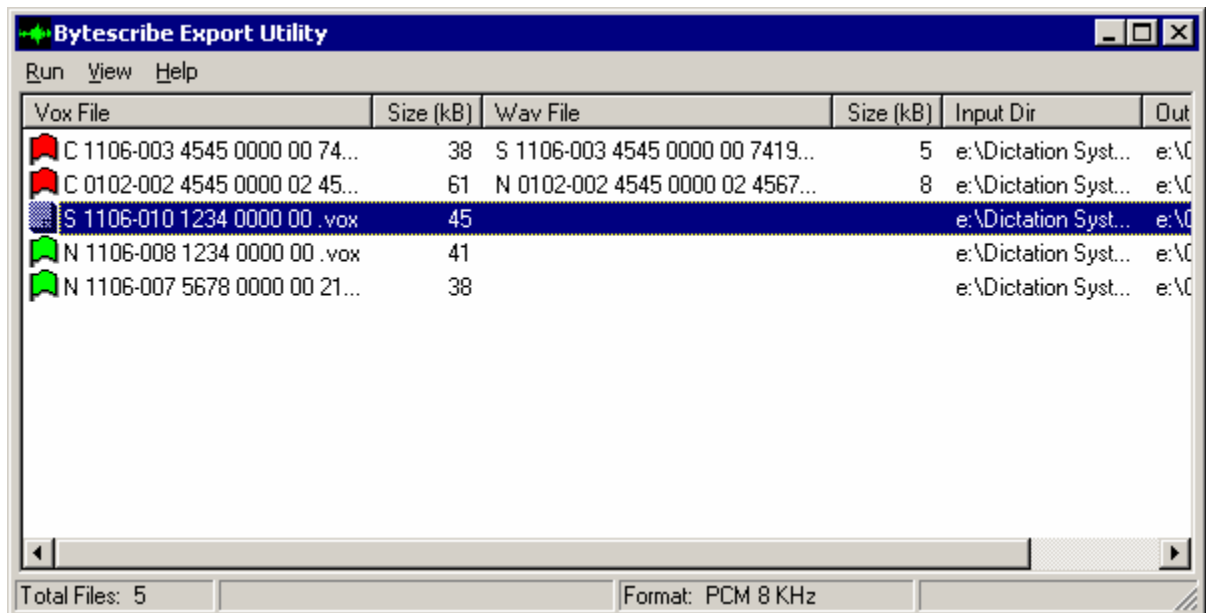 Bytescribe Export Utility
Run View Help
Vox File Size (kB) Wav File Size (kB) Input Dir Out
C 1106-003 4545 0000 00 74... 38 S 1106-003 4545 0000 00 7419... 5 e:\Dictation Syst... e:\
C 0102-002 4545 0000 02 45... 61 N 0102-002 4545 0000 02 4567... 8 e:\Dictation Syst... e:\
S 1106-010 1234 0000 00 .vox 45 e:\Dictation Syst... e:\
N 1106-008 1234 0000 00 .vox 41 e:\Dictation Syst... e:\
N 1106-007 5678 0000 00 21... 38 e:\Dictation Syst... e:\
Total Files: 5 Format: PCM 8 KHz